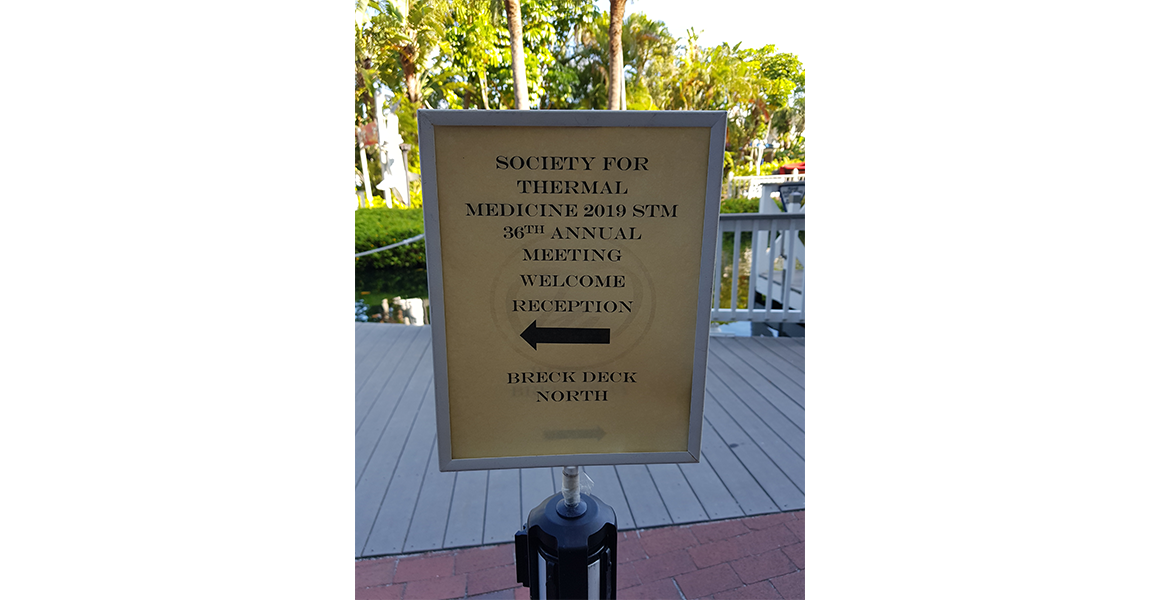 SOCIETY FOR
THERMAL
MEDICINE 2019 STM
36TH ANNUAL
MEETING
WELCOME
RECEPTION
BRECK DECK
NORTH